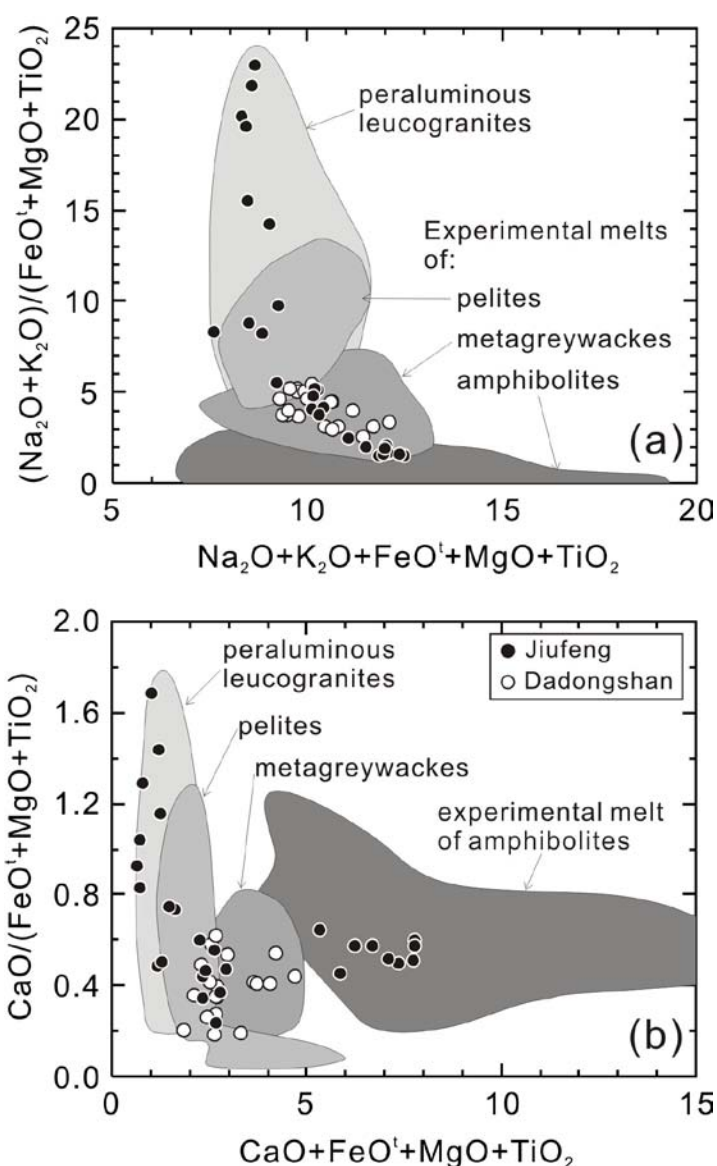 (a)
25
20
15
10
5
0
(Na₂O+K₂O)/(FeOᵗ+MgO+TiO₂)
peraluminous
leucogranites
Experimental melts
of:
pelites
metagreywackes
amphibolites
5
10
15
20
Na₂O+K₂O+FeOᵗ+MgO+TiO₂
2.0
1.6
1.2
0.8
0.4
0.0
CaO/(FeOᵗ+MgO+TiO₂)
peraluminous
leucogranites
pelites
metagreywackes
Jiufeng
Dadongshan
experimental melt
of amphibolites
(b)
0
5
10
15
CaO+FeOᵗ+MgO+TiO₂